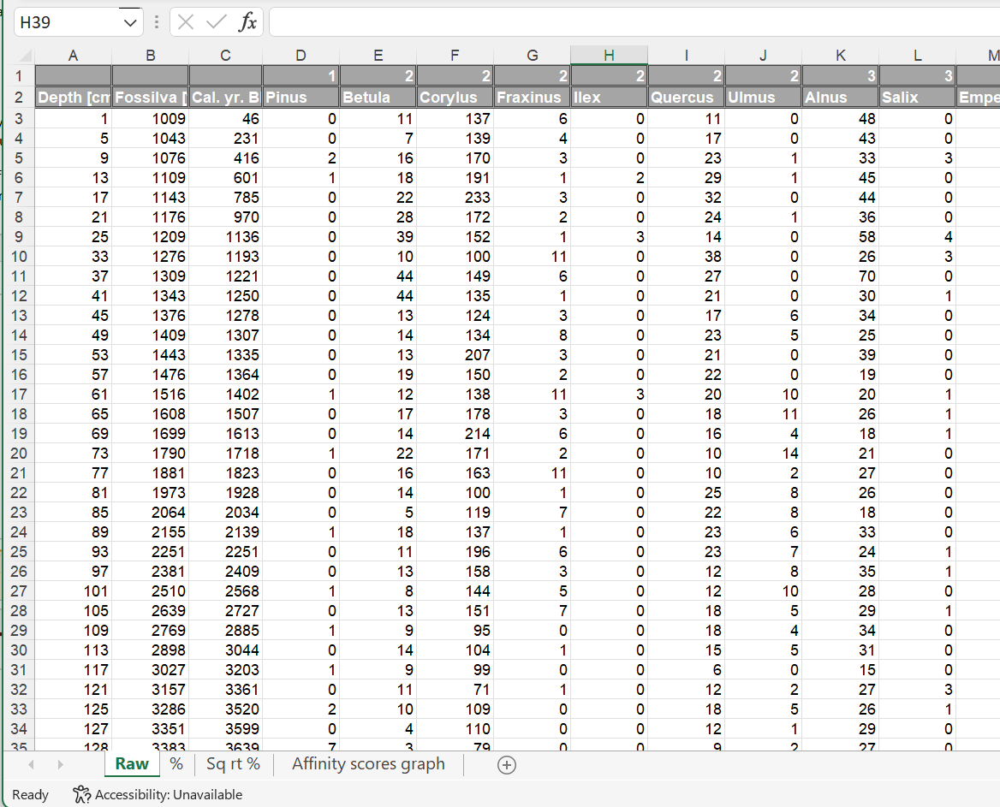 H39 fx
A B C D E F G H I J K L M
1 1 2 2 2 2 2 2 3 3
2 Depth [cm Fossilva [ Cal. yr. B Pinus Betula Corylus Fraxinus Ilex Quercus Ulmus Alnus Salix Empe
3 1 1009 46 0 11 137 6 0 11 0 48 0
4 5 1043 231 0 7 139 4 0 17 0 43 0
5 9 1076 416 2 16 170 3 0 23 1 33 3
6 13 1109 601 1 18 191 1 2 29 1 45 0
7 17 1143 785 0 22 233 3 0 32 0 44 0
8 21 1176 970 0 28 172 2 0 24 1 36 0
9 25 1209 1136 0 39 152 1 3 14 0 58 4
10 33 1276 1193 0 10 100 11 0 38 0 26 3
11 37 1309 1221 0 44 149 6 0 27 0 70 0
12 41 1343 1250 0 44 135 1 0 21 0 30 1
13 45 1376 1278 0 13 124 3 0 17 6 34 0
14 49 1409 1307 0 14 134 8 0 23 5 25 0
15 53 1443 1335 0 13 207 3 0 21 0 39 0
16 57 1476 1364 0 19 150 2 0 22 0 19 0
17 61 1516 1402 1 12 138 11 3 20 10 20 1
18 65 1608 1507 0 17 178 3 0 18 11 26 1
19 69 1699 1613 0 14 214 6 0 16 4 18 1
20 73 1790 1718 1 22 171 2 0 10 14 21 0
21 77 1881 1823 0 16 163 11 0 10 2 27 0
22 81 1973 1928 0 14 100 1 0 25 8 26 0
23 85 2064 2034 0 5 119 7 0 22 8 18 0
24 89 2155 2139 1 18 137 1 0 23 6 33 0
25 93 2251 2251 0 11 196 6 0 23 7 24 1
26 97 2381 2409 0 13 158 3 0 12 8 35 1
27 101 2510 2568 1 8 144 5 0 12 10 28 0
28 105 2639 2727 0 13 151 7 0 18 5 29 1
29 109 2769 2885 1 9 95 0 0 18 4 34 0
30 113 2898 3044 0 14 104 1 0 15 5 31 0
31 117 3027 3203 1 9 99 0 0 6 0 15 0
32 121 3157 3361 0 11 71 1 0 12 2 27 3
33 125 3286 3520 2 10 109 0 0 18 5 26 1
34 127 3351 3599 0 4 110 0 0 12 1 29 0
35 128 3383 3639 7 3 79 0 0 9 2 27 0
Raw % Sq rt % Affinity scores graph
Ready Accessibility: Unavailable